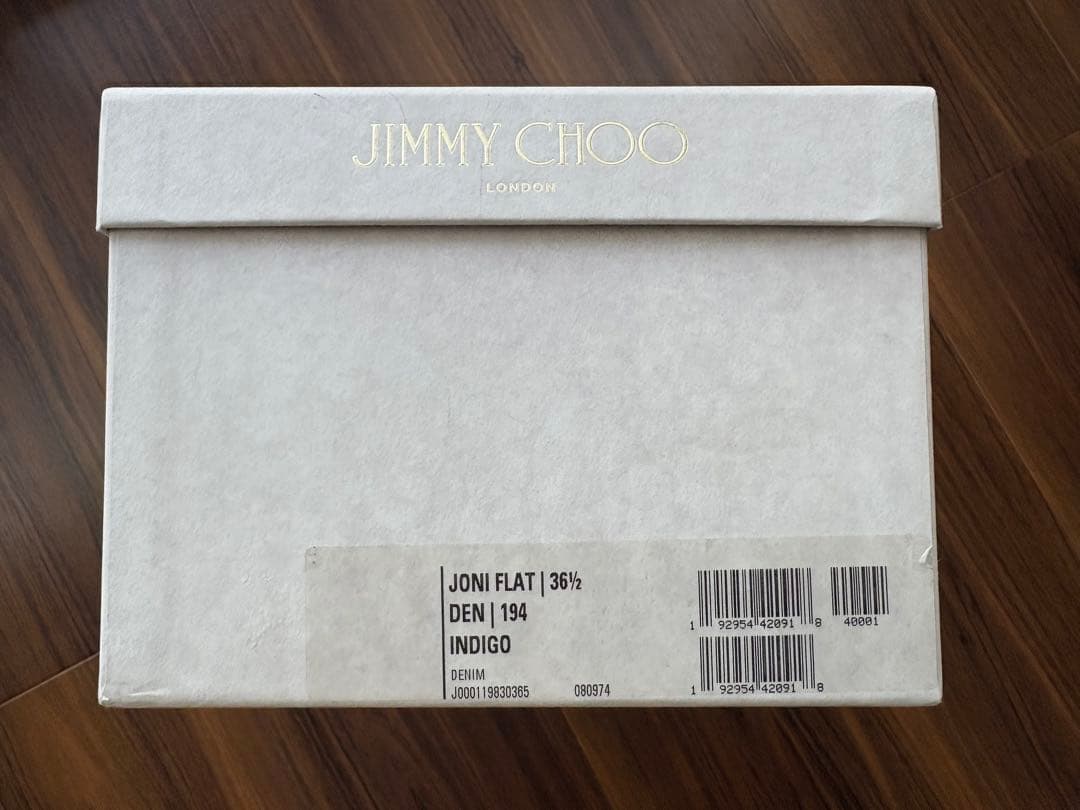 JIMMY CHOO
LONDON
JONI FLAT | 36½
DEN | 194
INDIGO
DENIM
J000119830365 080974
1 92954 42091 8 40001
1 92954 42091 8